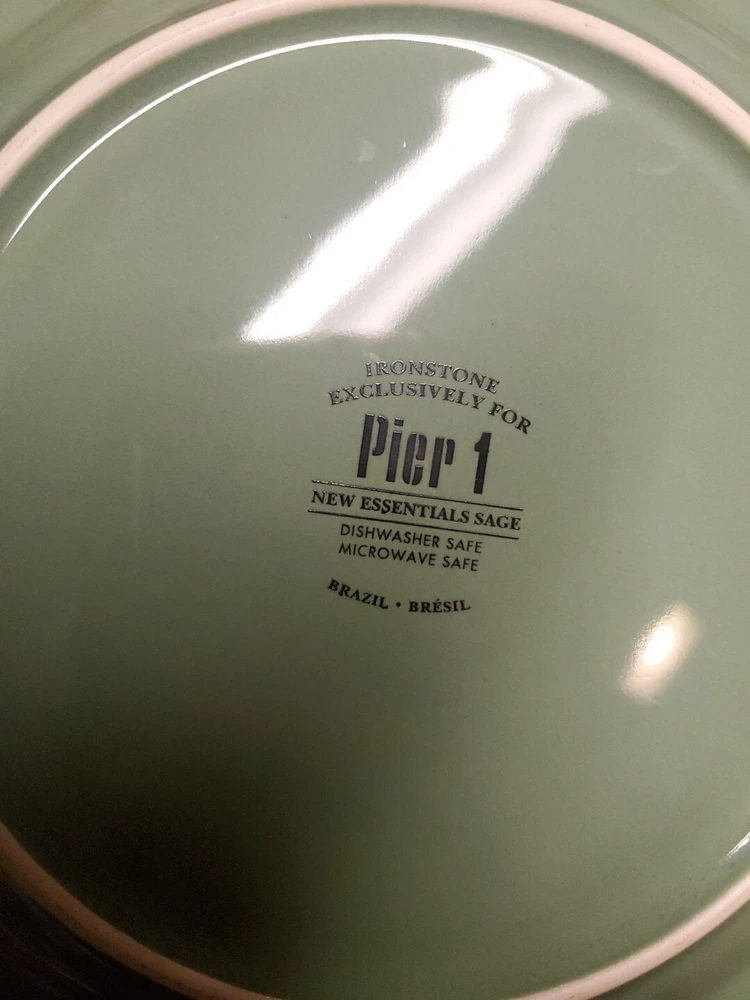 IRONSTONE
EXCLUSIVELY FOR
Pier 1
NEW ESSENTIALS SAGE
DISHWASHER SAFE
MICROWAVE SAFE
BRAZIL • BRÉSIL